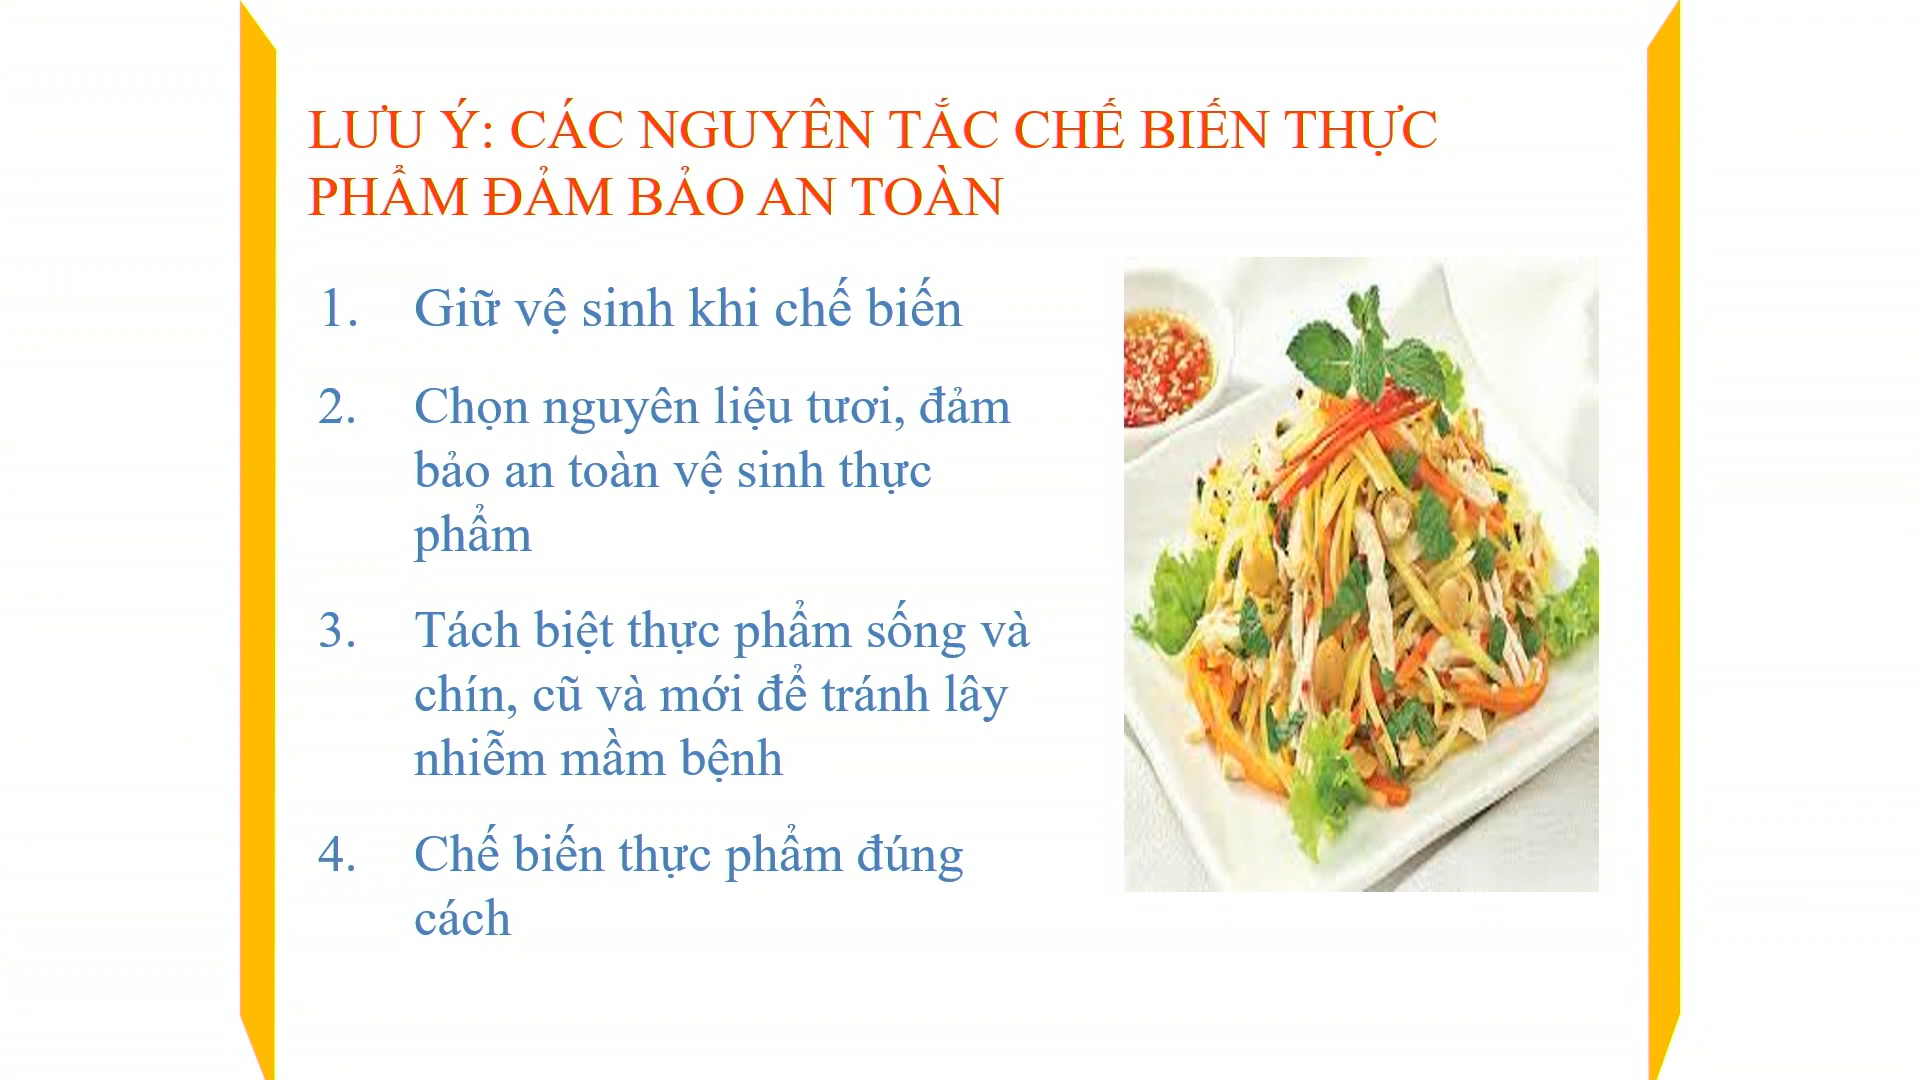 LƯU Ý: CÁC NGUYÊN TẮC CHẾ BIẾN THỰC
PHẨM ĐẢM BẢO AN TOÀN
1. Giữ vệ sinh khi chế biến
2. Chọn nguyên liệu tươi, đảm
bảo an toàn vệ sinh thực
phẩm
3. Tách biệt thực phẩm sống và
chín, cũ và mới để tránh lây
nhiễm mầm bệnh
4. Chế biến thực phẩm đúng
cách